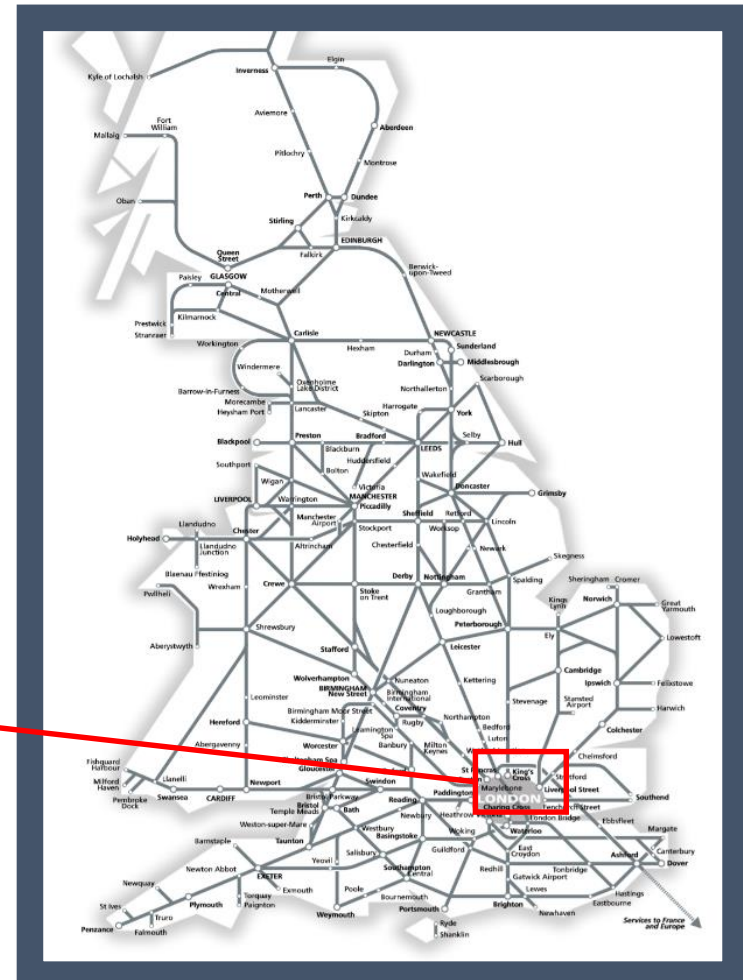 Elgin
Inverness
Kyle of Lochalsh
Aviemore
Fort
William
Aberdeen
Mallaig
Pitlochry
Montrose
Perth
Dundee
Oban
Stirling
Kirkcaldy
EDINBURGH
Queen
Street
Falkirk
Berwick-
upon-Tweed
Paisley
GLASGOW
Central
Motherwell
Kilmarnock
Prestwick
Stranraer
Carlisle
NEWCASTLE
Workington
Hexham
Sunderland
Durham
Darlington
Middlesbrough
Windermere
Oxenholme
Lake District
Scarborough
Barrow-in-Furness
Northallerton
Morecambe
Heysham Port
Lancaster
Harrogate
Skipton
York
Blackpool
Preston
Bradford
Selby
Hull
Blackburn
LEEDS
Southport
Bolton
Huddersfield
Wakefield
Wigan
Victoria
Doncaster
Grimsby
LIVERPOOL
Warrington
MANCHESTER
Piccadilly
Sheffield
Retford
Llandudno
Manchester
Airport
Stockport
Worksop
Lincoln
Holyhead
Chester
Llandudno
Junction
Altrincham
Chesterfield
Newark
Skegness
Blaenau Ffestiniog
Crewe
Stoke
on Trent
Derby
Nottingham
Spalding
Sheringham
Cromer
Wrexham
Grantham
Kings
Lynn
Norwich
Great
Yarmouth
Pwllheli
Loughborough
Shrewsbury
Peterborough
Ely
Lowestoft
Aberystwyth
Stafford
Leicester
Wolverhampton
Nuneaton
Kettering
Cambridge
BIRMINGHAM
New Street
Birmingham
International
Ipswich
Felixstowe
Leominster
Birmingham Moor Street
Coventry
Stevenage
Stansted
Airport
Harwich
Kidderminster
Rugby
Northampton
Hereford
Leamington
Spa
Bedford
Colchester
Abergavenny
Worcester
Banbury
Milton
Keynes
Luton
Cheltenham Spa
Chelmsford
Fishguard
Harbour
Gloucester
St Pancras
King's
Cross
Stratford
Milford
Haven
Llanelli
Newport
Swindon
Marylebone
Liverpool Street
Pembroke
Dock
Swansea
CARDIFF
Bristol Parkway
Reading
Paddington
LONDON
Southend
Bristol
Temple Meads
Bath
Charing Cross
Fenchurch Street
Newbury
Heathrow
Victoria
London Bridge
Ebbsfleet
Weston-super-Mare
Westbury
Basingstoke
Woking
Waterloo
Margate
Barnstaple
Taunton
Salisbury
Guildford
East
Croydon
Canterbury
Newton Abbot
Yeovil
Southampton
Central
Redhill
Gatwick Airport
Tonbridge
Ashford
Dover
EXETER
Newquay
Exmouth
Poole
Bournemouth
Lewes
Hastings
Torquay
Paignton
Eastbourne
St Ives
Plymouth
Weymouth
Portsmouth
Brighton
Newhaven
Truro
Penzance
Falmouth
Ryde
Shanklin
Services to France
and Europe